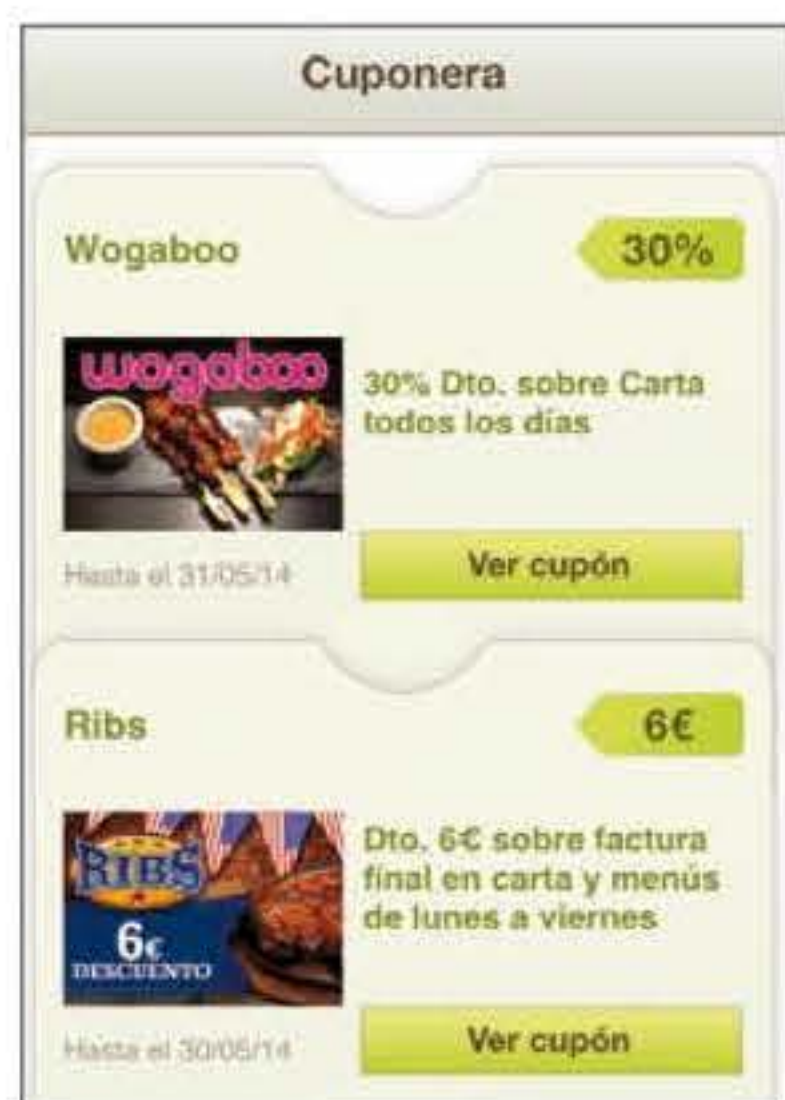 Cuponera
Wogaboo
30%
wogaboo
30% Dto. sobre Carta
todos los días
Hasta el 31/05/14
Ver cupón
Ribs
6€
RIBS
6€
DESCUENTO
Dto. 6€ sobre factura
final en carta y menús
de lunes a viernes
Hasta el 30/05/14
Ver cupón